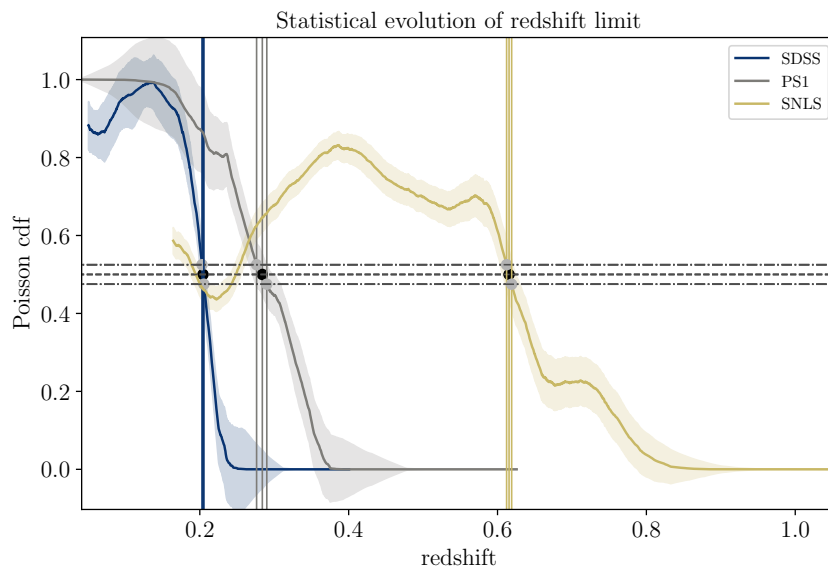 Statistical evolution of redshift limit
Poisson cdf
1.0
0.8
0.6
0.4
0.2
0.0
SDSS
PS1
SNLS
0.2 0.4 0.6 0.8 1.0
redshift